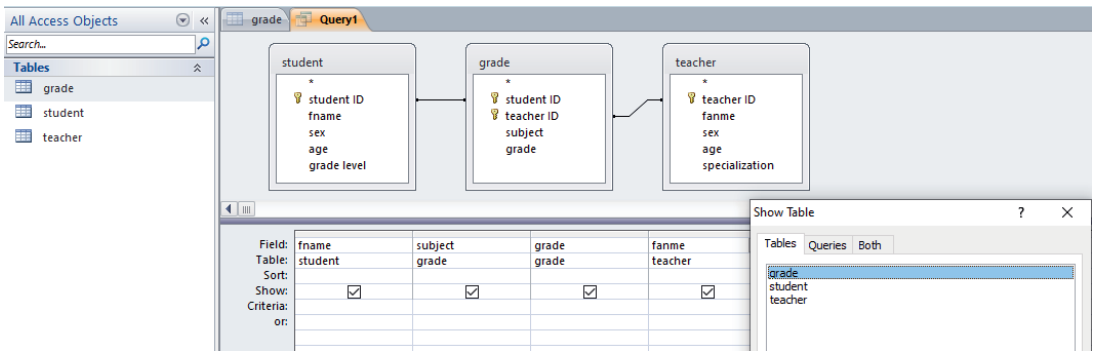 All Access Objects
Search...
Tables
grade
student
teacher
grade Query1
student
*
student ID
fname
sex
age
grade level
grade
*
student ID
teacher ID
subject
grade
teacher
*
teacher ID
fanme
sex
age
specialization
Field: fname subject grade fanme
Table: student grade grade teacher
Sort:
Show:
Criteria:
or:
Show Table ? X
Tables Queries Both
grade
student
teacher